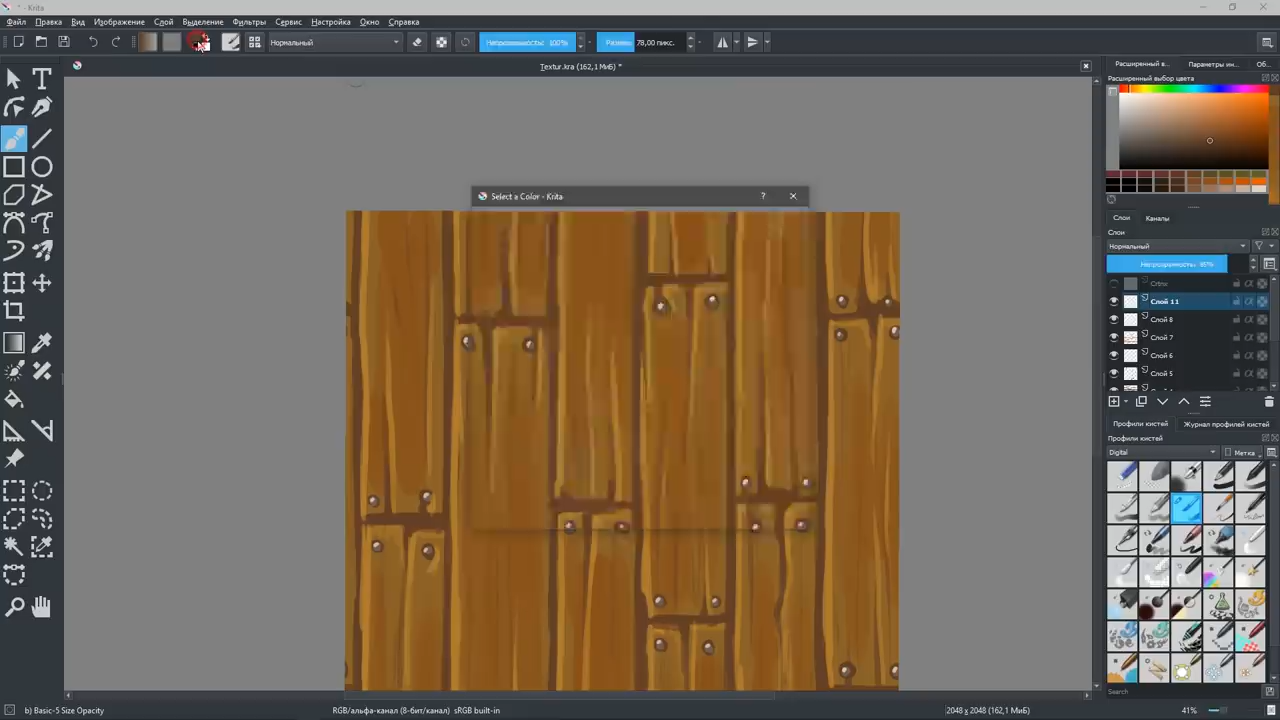 * - Krita
Файл Правка Вид Изображение Слой Выделение Фильтры Сервис Настройка Окно Справка
Нормальный Непрозрачность: 100% Размер: 78,00 пикс.
Textur.kra (162,1 МиБ) *
Расширенный в... Параметры ин... Об...
Расширенный выбор цвета
Select a Color - Krita ?
Слои Каналы
Слои
Нормальный
Непрозрачность: 85%
Слой 11
Слой 8
Слой 7
Слой 6
Слой 5
Профили кистей Журнал профилей кистей
Профили кистей
Digital Метка
Search
b) Basic-5 Size Opacity RGB/альфа-канал (8-бит/канал) sRGB built-in 2048 x 2048 (162,1 МиБ) 41%